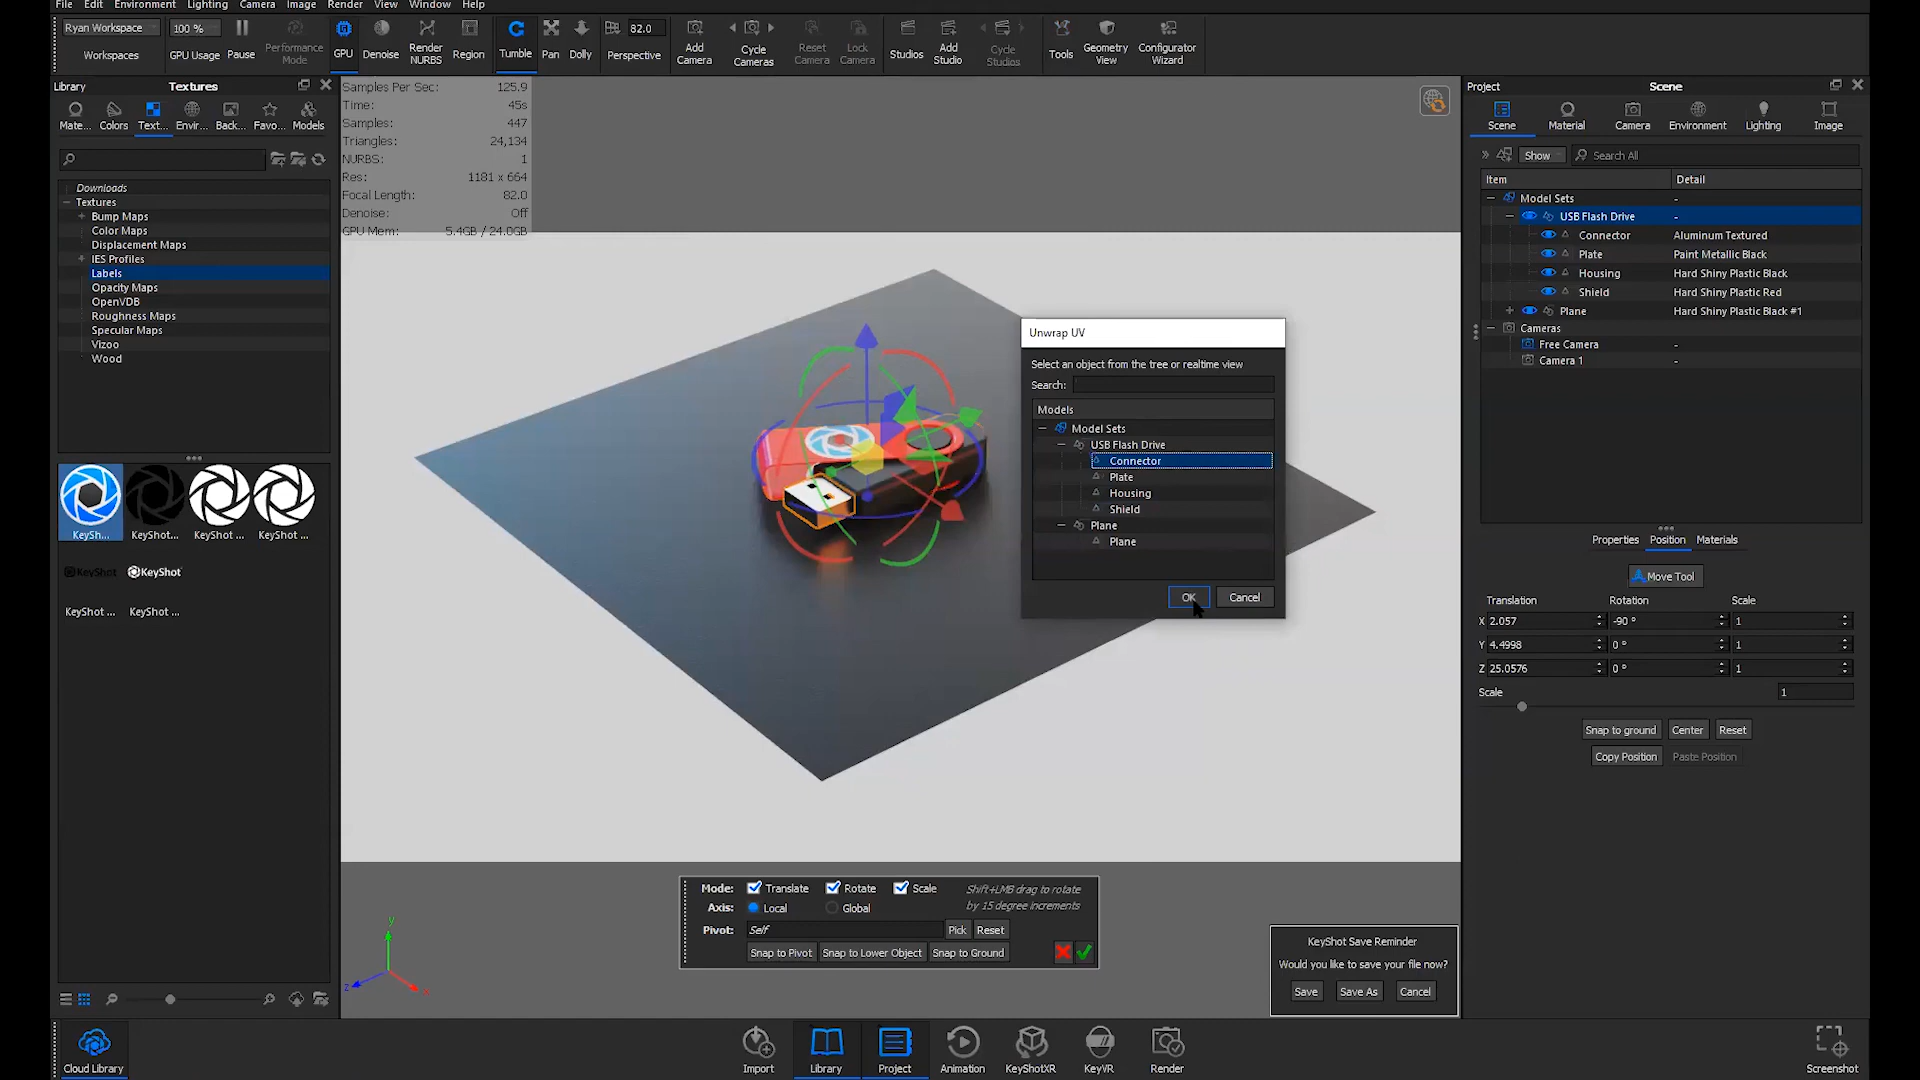 File Edit Environment Lighting Camera Image Render View Window Help
Ryan Workspace
100 %
82.0
Workspaces
GPU Usage
Pause
Performance Mode
GPU
Denoise
Render NURBS
Region
Tumble
Pan
Dolly
Perspective
Add Camera
Cycle Cameras
Reset Camera
Lock Camera
Studios
Add Studio
Cycle Studios
Tools
Geometry View
Configurator Wizard
Library
Textures
Mate... Colors Text... Envir... Back... Favo... Models
Downloads
Textures
Bump Maps
Color Maps
Displacement Maps
IES Profiles
Labels
Opacity Maps
OpenVDB
Roughness Maps
Specular Maps
Vizoo
Wood
KeySh... KeyShot... KeyShot ... KeyShot ...
KeyShot KeyShot
KeyShot ... KeyShot ...
Samples Per Sec: 125.9
Time: 45s
Samples: 447
Triangles: 24,134
NURBS: 1
Res: 1181 x 664
Focal Length: 82.0
Denoise: Off
GPU Mem: 5.4GB / 24.0GB
Unwrap UV
Select an object from the tree or realtime view
Search:
Models
Model Sets
USB Flash Drive
Connector
Plate
Housing
Shield
Plane
Plane
OK Cancel
Mode: Translate Rotate Scale
Shift+LMB drag to rotate
by 15 degree increments
Axis: Local Global
Pivot: Self Pick Reset
Snap to Pivot Snap to Lower Object Snap to Ground
y
z
x
Project
Scene
Scene Material Camera Environment Lighting Image
Show
Search All
Item Detail
Model Sets -
USB Flash Drive -
Connector Aluminum Textured
Plate Paint Metallic Black
Housing Hard Shiny Plastic Black
Shield Hard Shiny Plastic Red
Plane Hard Shiny Plastic Black #1
Cameras
Free Camera -
Camera 1 -
Properties Position Materials
Move Tool
Translation Rotation Scale
X 2.057 -90 ° 1
Y 4.4998 0 ° 1
Z 25.0576 0 ° 1
Scale 1
Snap to ground Center Reset
Copy Position Paste Position
KeyShot Save Reminder
Would you like to save your file now?
Save Save As Cancel
Cloud Library
Import
Library
Project
Animation
KeyShotXR
KeyVR
Render
Screenshot